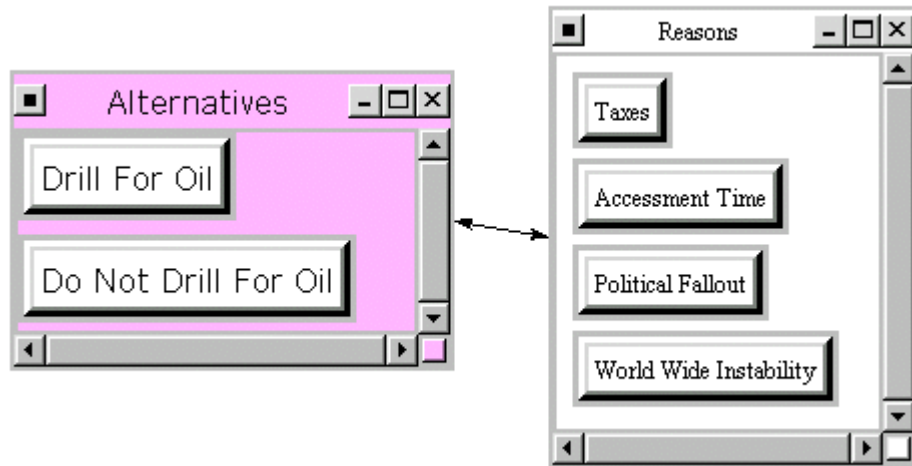 Alternatives
Drill For Oil
Do Not Drill For Oil
Reasons
Taxes
Accessment Time
Political Fallout
World Wide Instability